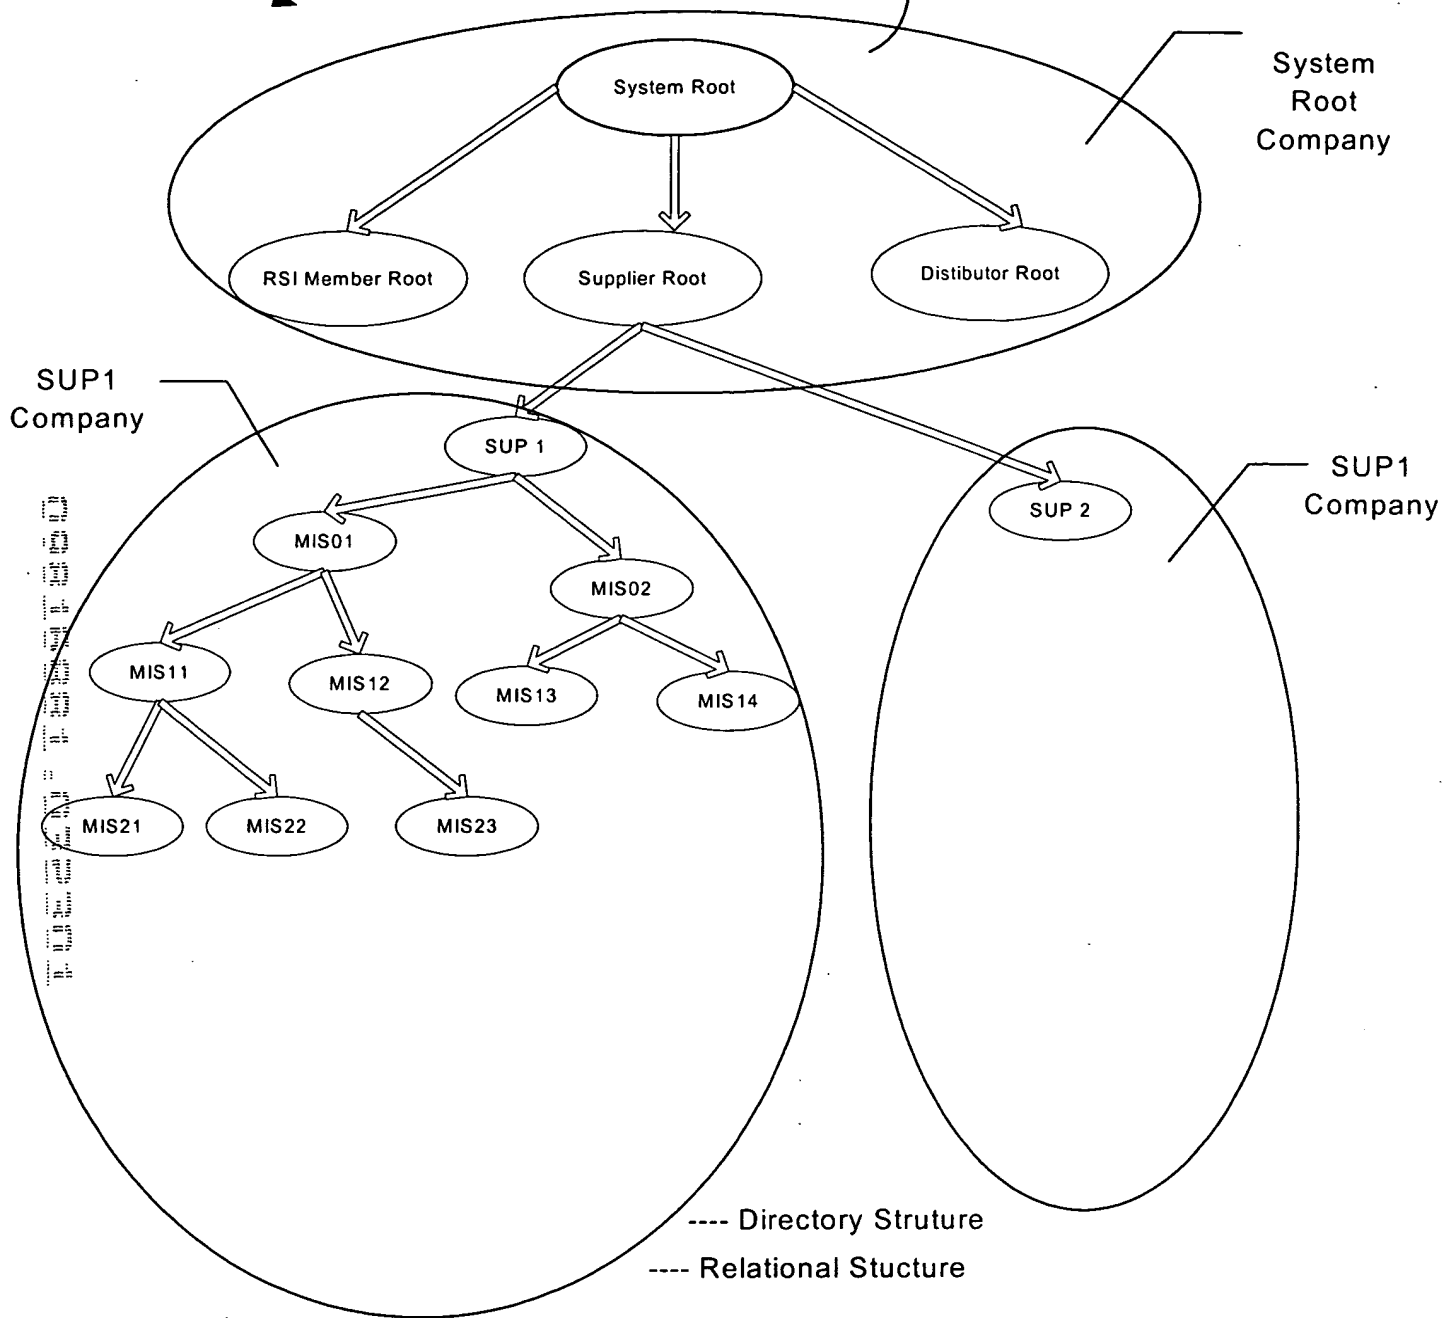 System Root
System
Root
Company
RSI Member Root
Supplier Root
Distibutor Root
SUP1
Company
SUP 1
SUP1
Company
SUP 2
MIS01
MIS02
MIS11
MIS12
MIS13
MIS14
MIS21
MIS22
MIS23
---- Directory Struture
---- Relational Stucture